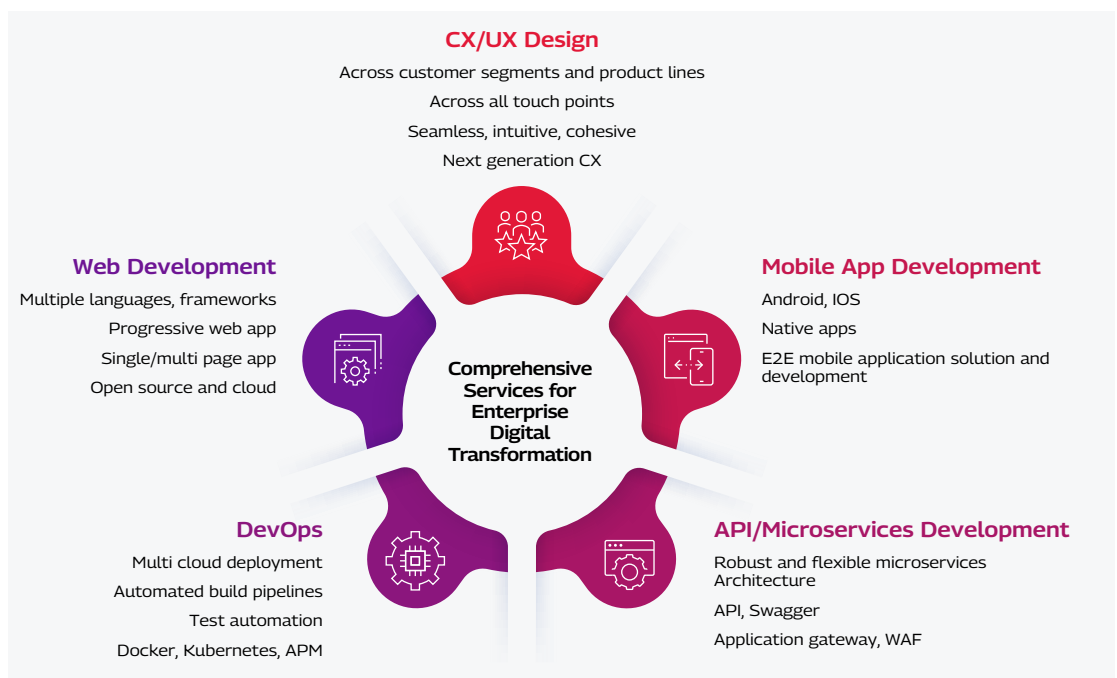 CX/UX Design
Across customer segments and product lines
Across all touch points
Seamless, intuitive, cohesive
Next generation CX
Web Development
Multiple languages, frameworks
Progressive web app
Single/multi page app
Open source and cloud
Mobile App Development
Android, IOS
Native apps
E2E mobile application solution and
development
Comprehensive
Services for
Enterprise
Digital
Transformation
DevOps
Multi cloud deployment
Automated build pipelines
Test automation
Docker, Kubernetes, APM
API/Microservices Development
Robust and flexible microservices
Architecture
API, Swagger
Application gateway, WAF